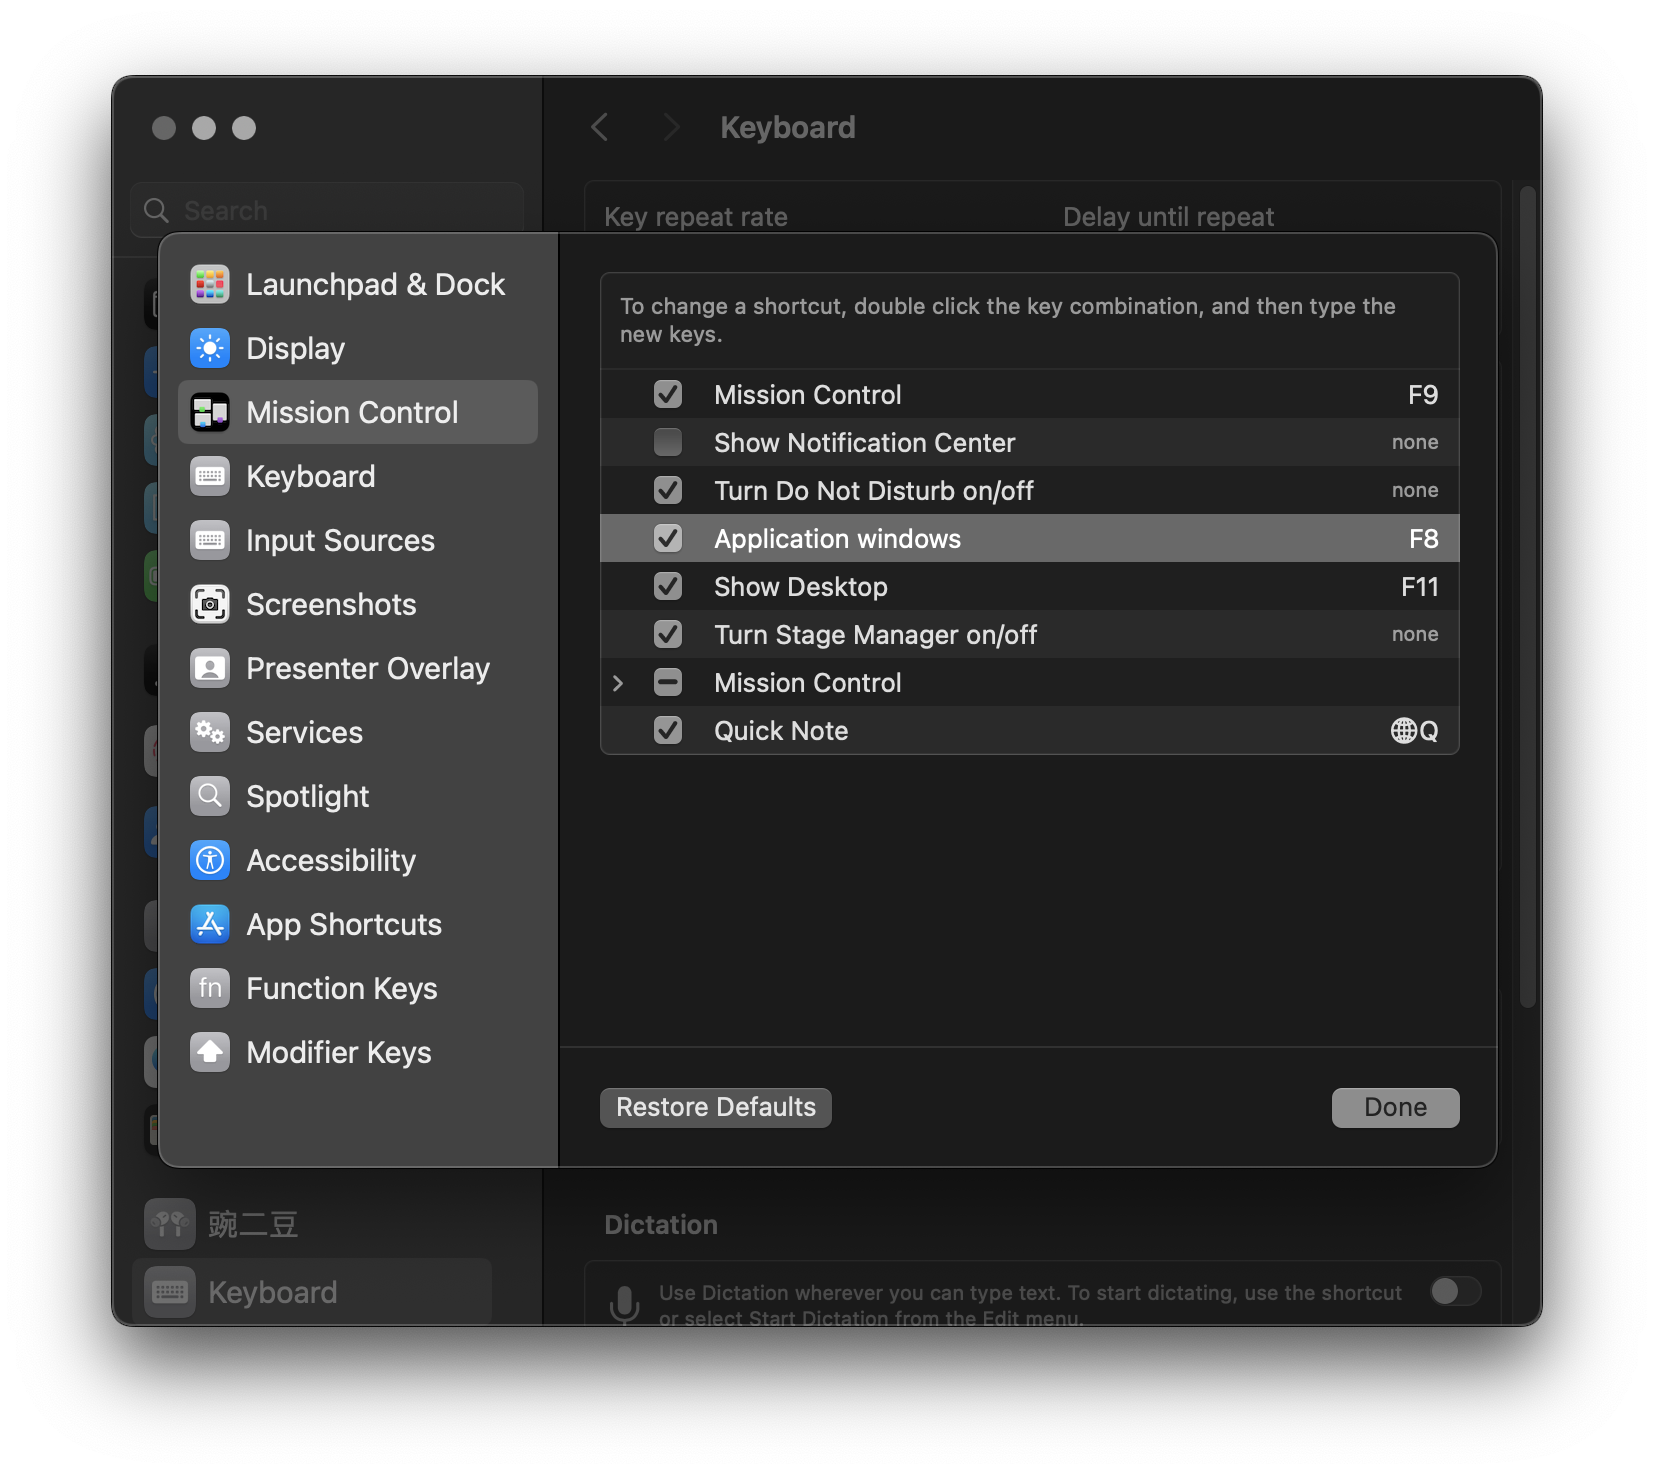 Keyboard
Search
Key repeat rate
Delay until repeat
Launchpad & Dock
Display
Mission Control
Keyboard
Input Sources
Screenshots
Presenter Overlay
Services
Spotlight
Accessibility
App Shortcuts
fn
Function Keys
Modifier Keys
To change a shortcut, double click the key combination, and then type the
new keys.
Mission Control F9
Show Notification Center none
Turn Do Not Disturb on/off none
Application windows F8
Show Desktop F11
Turn Stage Manager on/off none
Mission Control
Quick Note Q
Restore Defaults
Done
豌二豆
Keyboard
Dictation
Use Dictation wherever you can type text. To start dictating, use the shortcut
or select Start Dictation from the Edit menu.